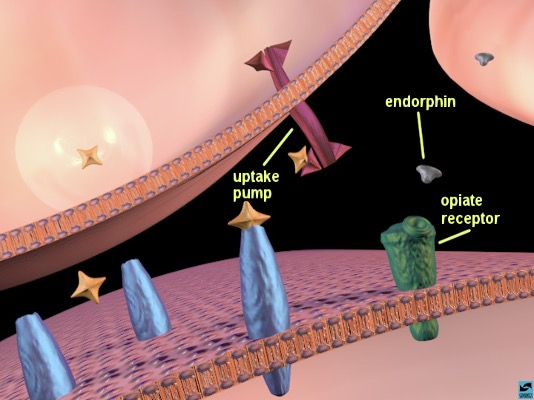 endorphin
uptake
pump
opiate
receptor